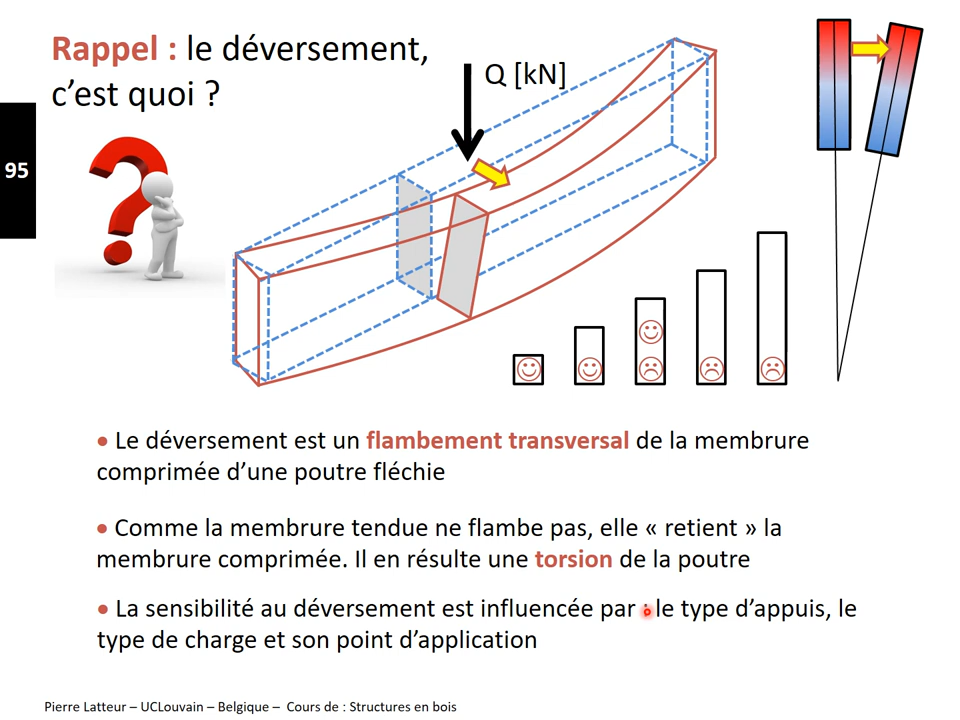 Rappel : le déversement,
c’est quoi ?
Q [kN]
95
• Le déversement est un flambement transversal de la membrure
comprimée d’une poutre fléchie
• Comme la membrure tendue ne flambe pas, elle « retient » la
membrure comprimée. Il en résulte une torsion de la poutre
• La sensibilité au déversement est influencée par : le type d’appuis, le
type de charge et son point d’application
Pierre Latteur – UCLouvain – Belgique – Cours de : Structures en bois